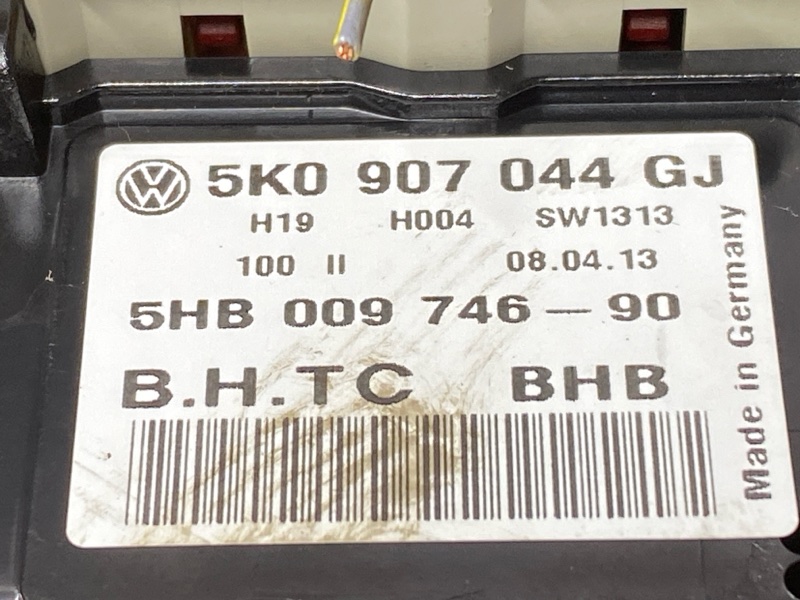 5K0 907 044 GJ
H19 H004 SW1313
100 II 08.04.13
5HB 009 746-90
B.H.TC BHB
Made in Germany